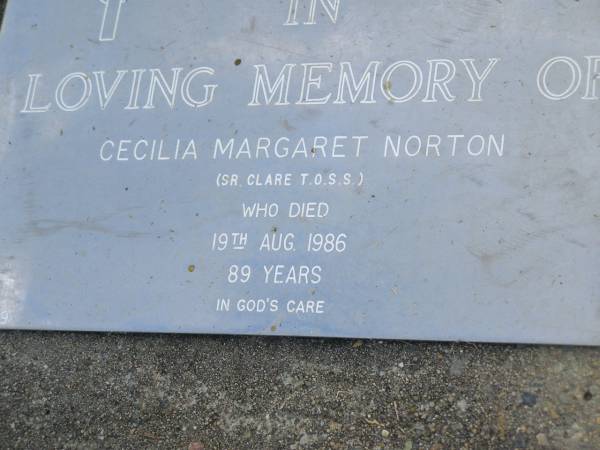 IN
LOVING MEMORY OF
CECILIA MARGARET NORTON
(SR. CLARE T.O.S.S.)
WHO DIED
19TH AUG. 1986
89 YEARS
IN GOD'S CARE